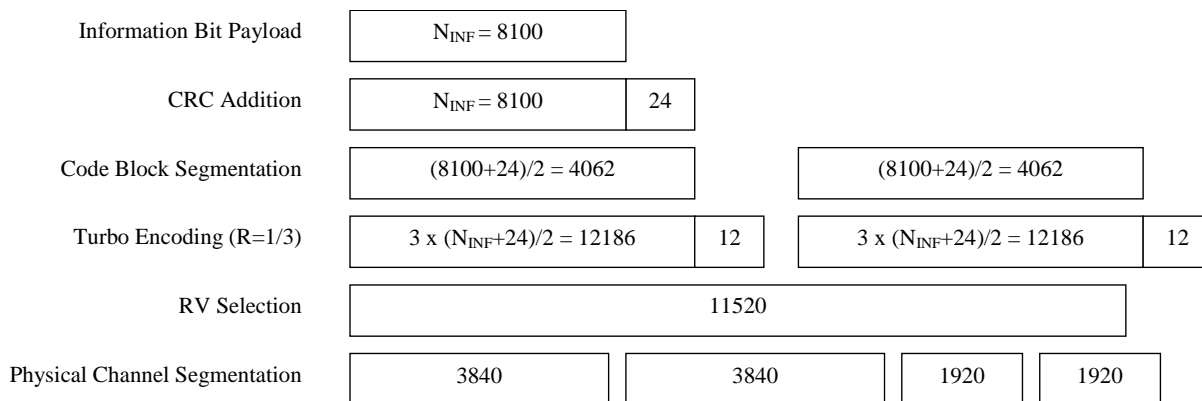 Information Bit Payload N_INF = 8100
CRC Addition N_INF = 8100 24
Code Block Segmentation (8100+24)/2 = 4062 (8100+24)/2 = 4062
Turbo Encoding (R=1/3) 3 x (N_INF+24)/2 = 12186 12 3 x (N_INF+24)/2 = 12186 12
RV Selection 11520
Physical Channel Segmentation 3840 3840 1920 1920